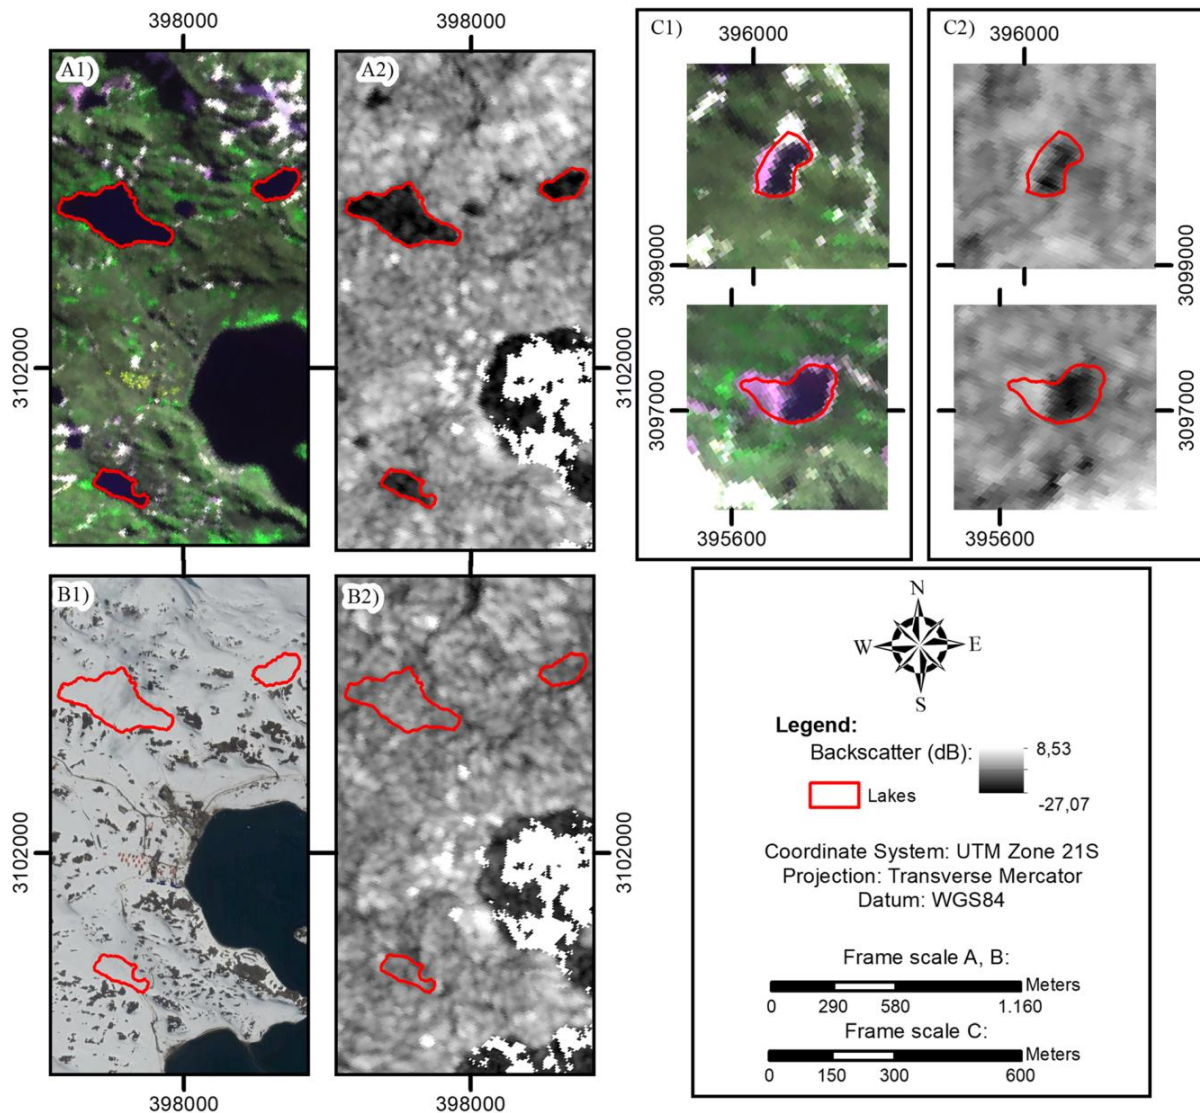 398000
398000
A1)
A2)
3102000
3102000
B1)
B2)
3102000
3102000
398000
398000
C1)
396000
C2)
396000
3099000
3099000
3097000
3097000
395600
395600
N
W
E
S
Legend:
Backscatter (dB):
8,53
-27,07
Lakes
Coordinate System: UTM Zone 21S
Projection: Transverse Mercator
Datum: WGS84
Frame scale A, B:
Meters
0 290 580 1.160
Frame scale C:
Meters
0 150 300 600